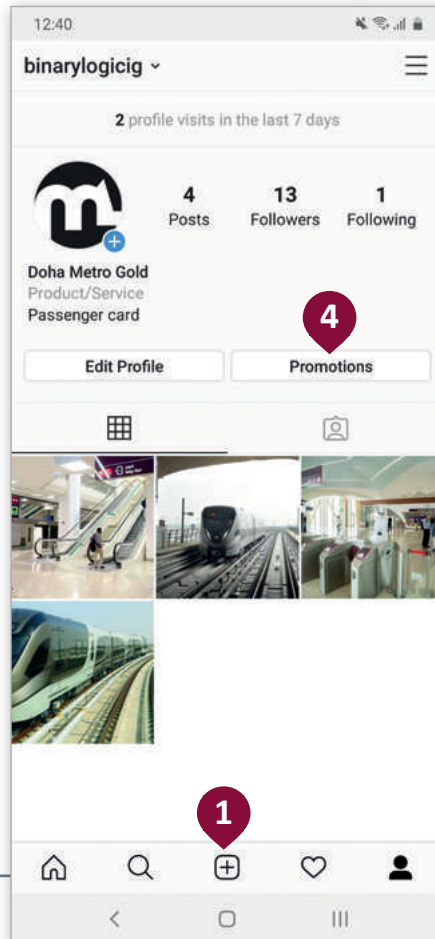 12:40
binarylogicig
2 profile visits in the last 7 days
4 13 1
Posts Followers Following
Doha Metro Gold
Product/Service
Passenger card
4
Edit Profile Promotions
1